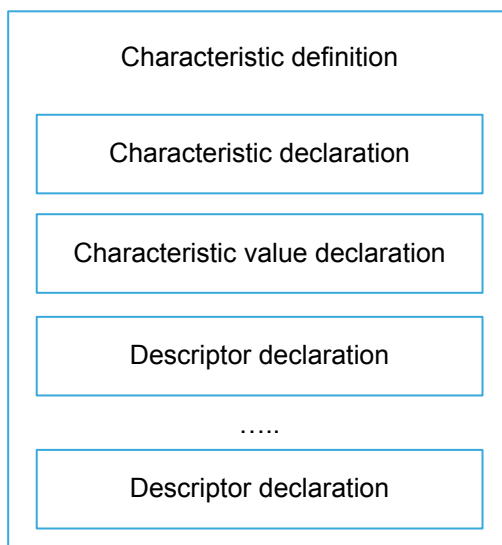 Characteristic definition
Characteristic declaration
Characteristic value declaration
Descriptor declaration
…..
Descriptor declaration